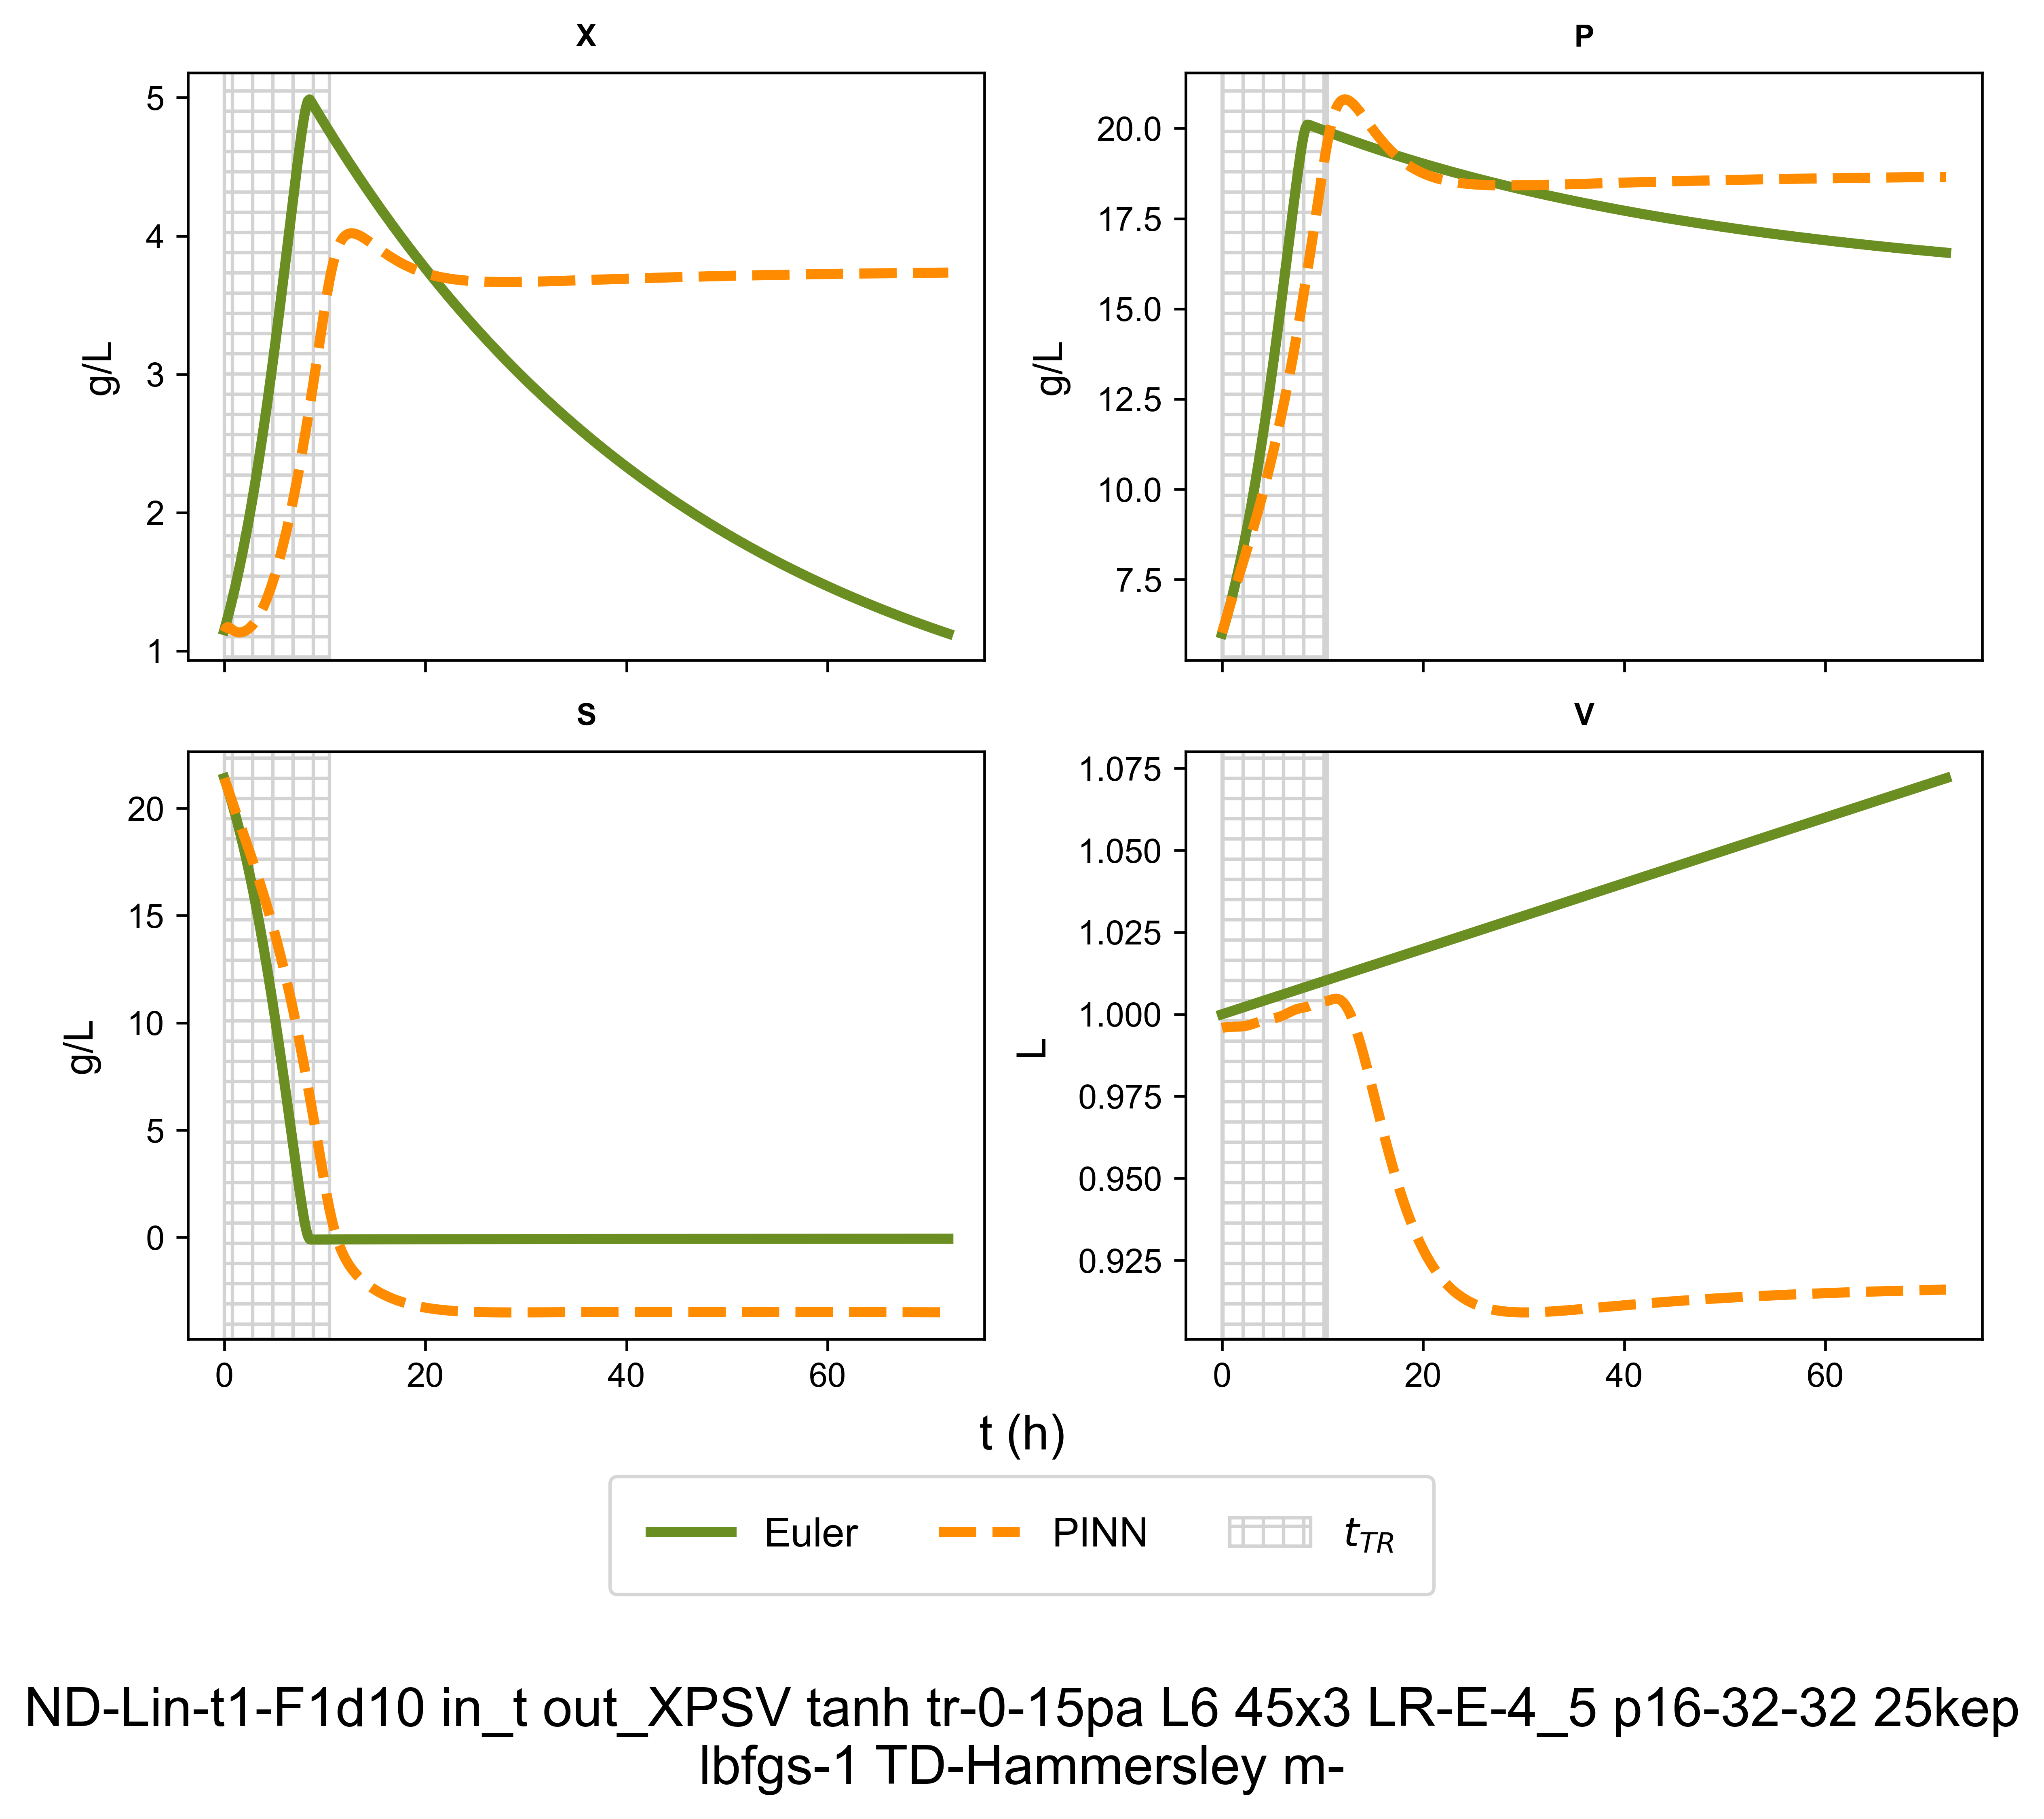 X
P
5
4
3
2
1
g/L
20.0
17.5
15.0
12.5
10.0
7.5
g/L
S
V
20
15
10
5
0
g/L
1.075
1.050
1.025
1.000
0.975
0.950
0.925
L
0 20 40 60
0 20 40 60
t (h)
Euler PINN t_TR
ND-Lin-t1-F1d10 in_t out_XPSV tanh tr-0-15pa L6 45x3 LR-E-4_5 p16-32-32 25kep
lbfgs-1 TD-Hammersley m-